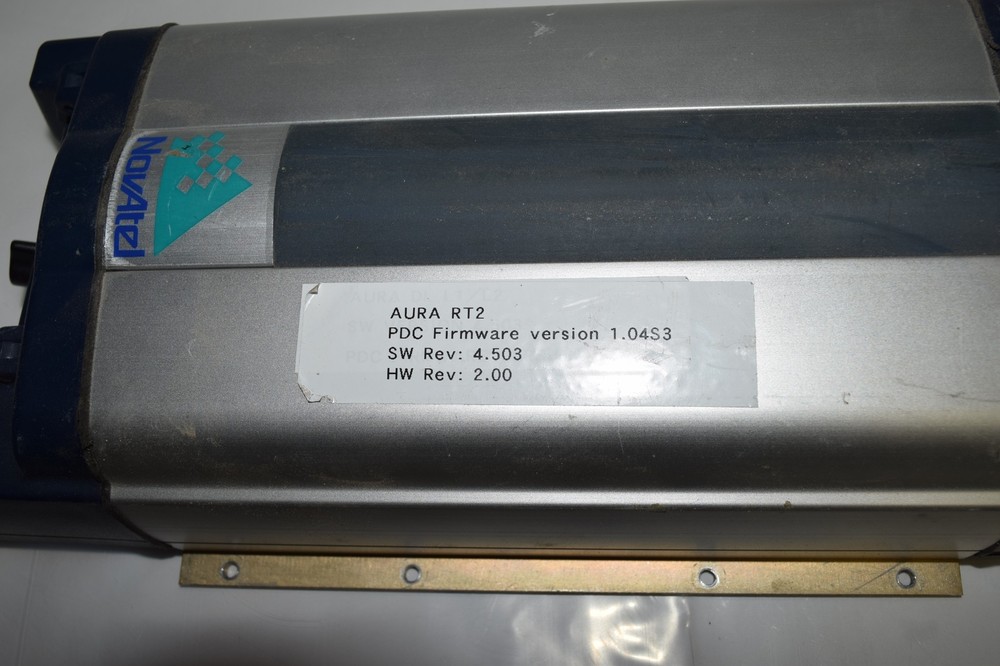 NovAtel
AURA RT2
PDC Firmware version 1.04S3
SW Rev: 4.503
HW Rev: 2.00